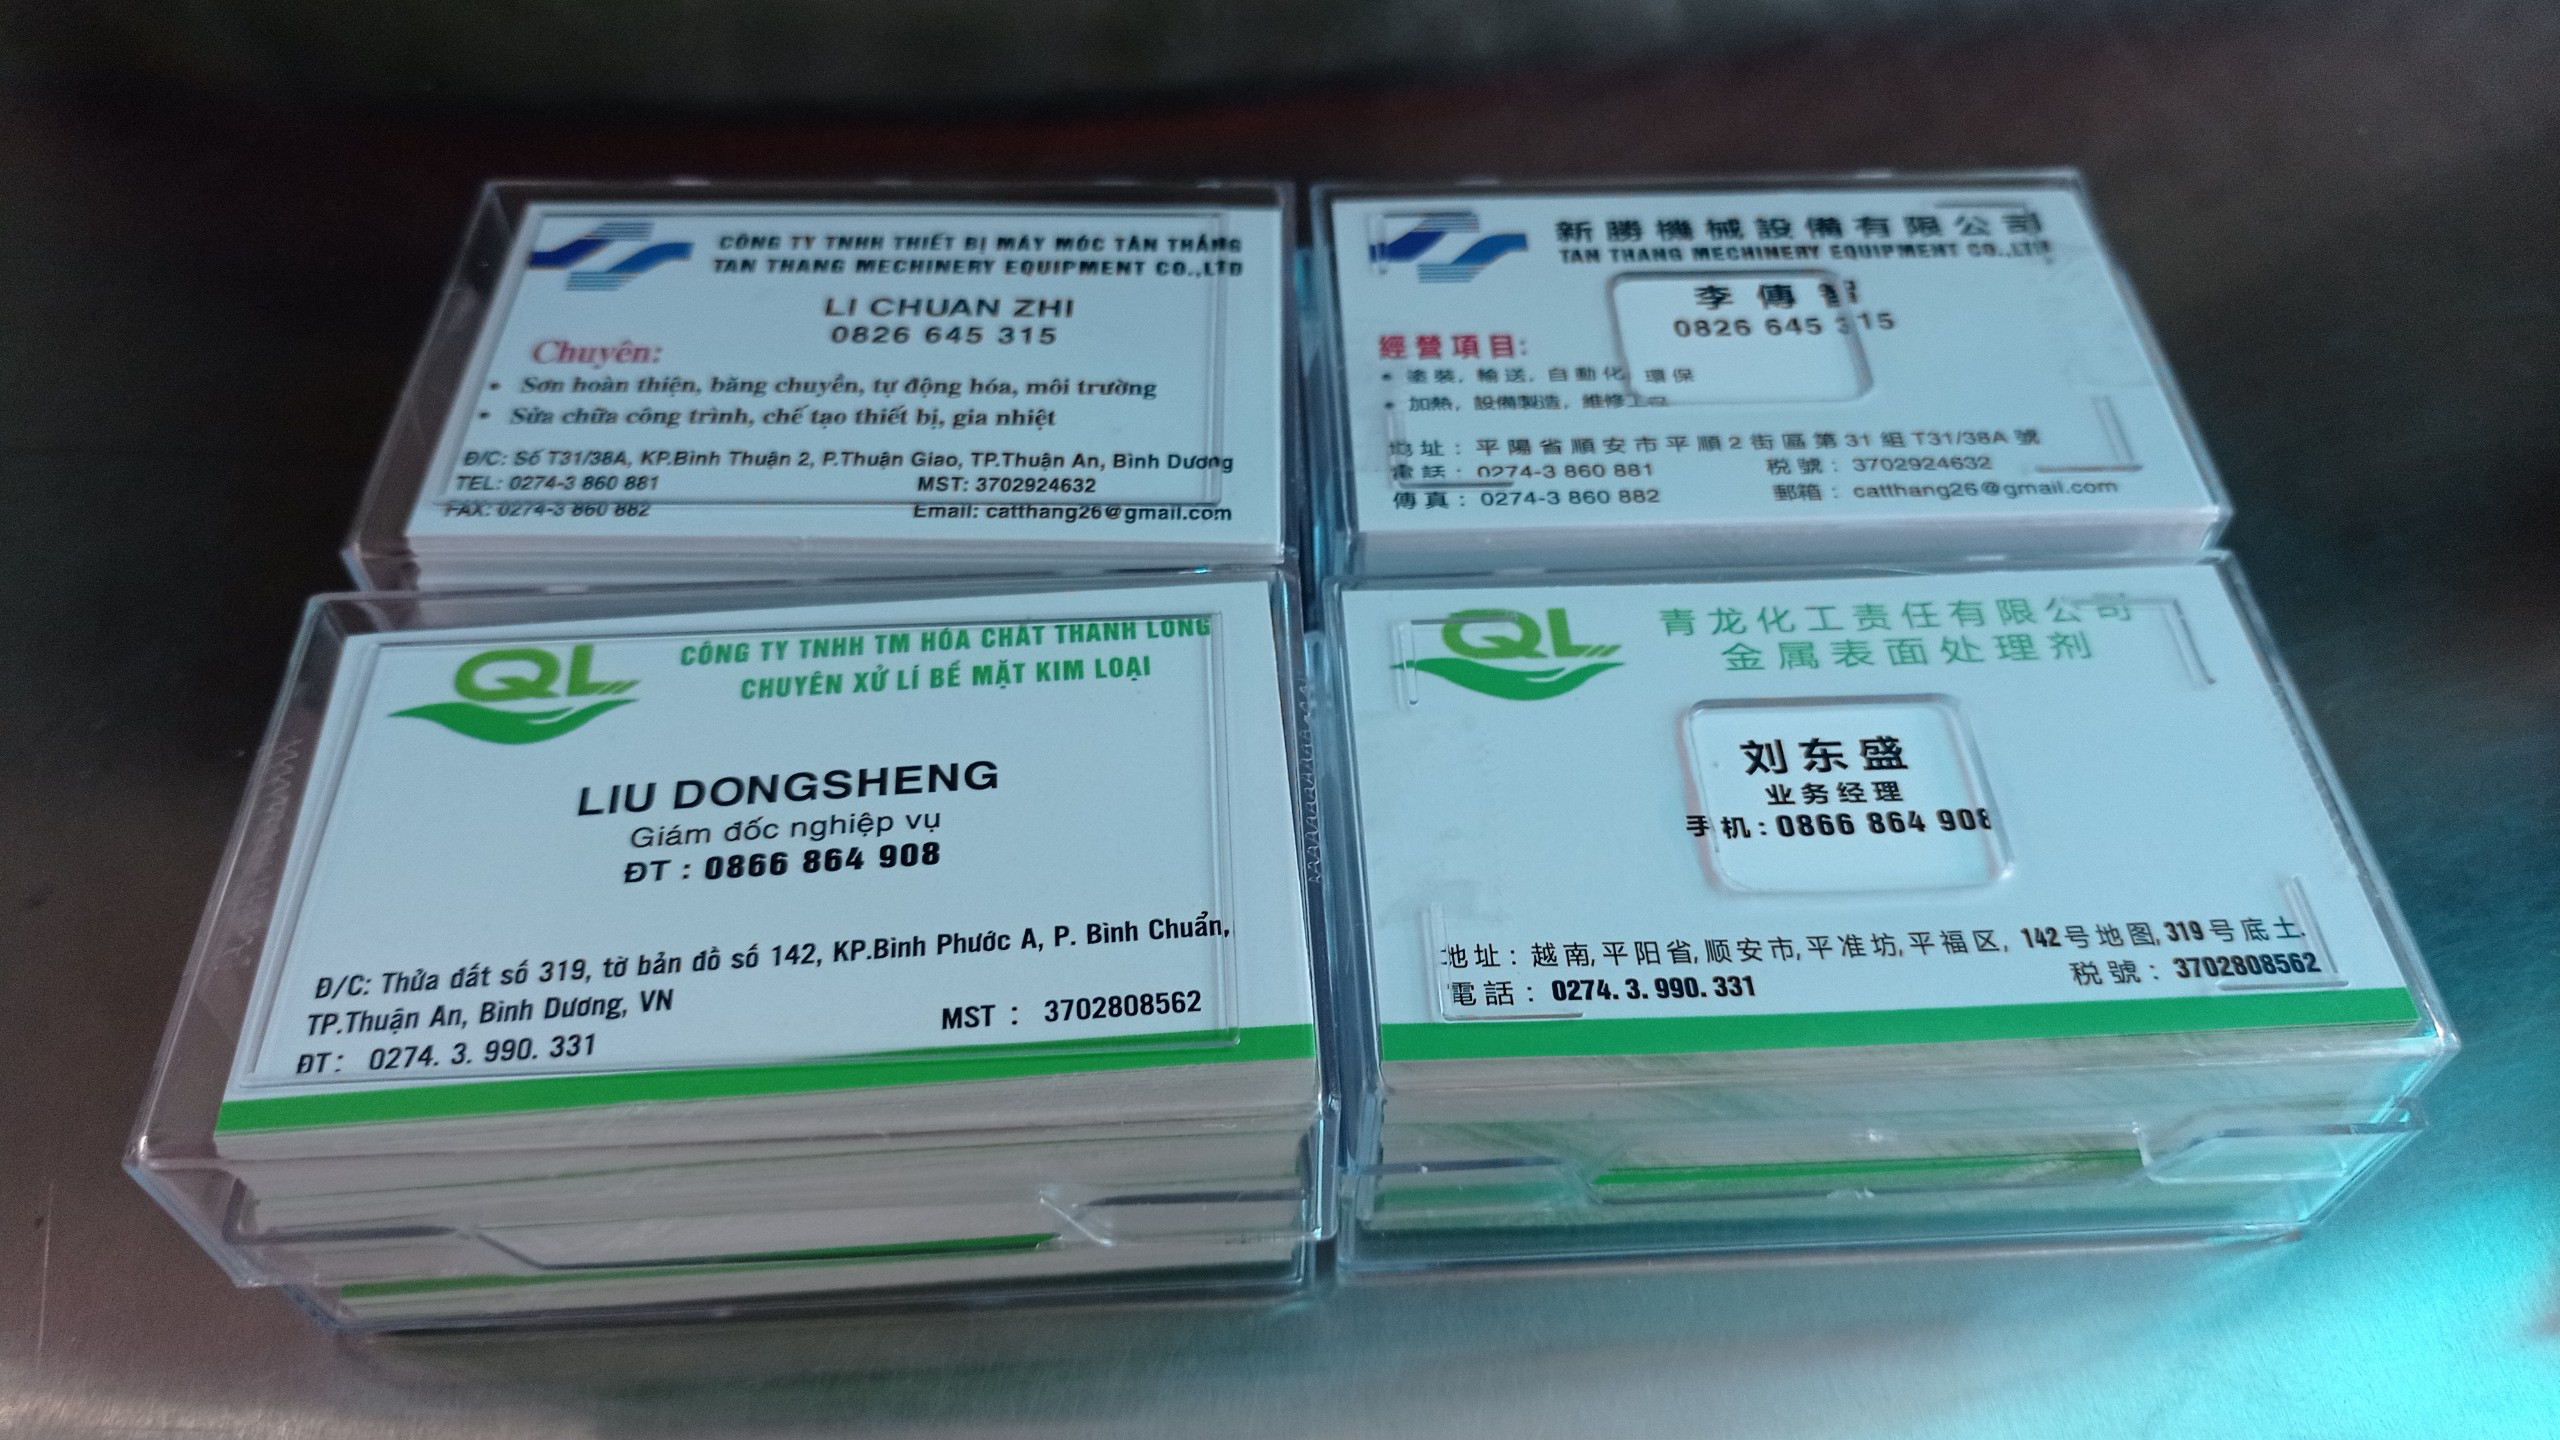 CÔNG TY TNHH THIẾT BỊ MÁY MÓC TÂN THẮNG
TAN THANG MECHINERY EQUIPMENT CO.,LTD
LI CHUAN ZHI
0826 645 315
Chuyên:
• Sơn hoàn thiện, băng chuyền, tự động hóa, môi trường
• Sửa chữa công trình, chế tạo thiết bị, gia nhiệt
Đ/C: Số T31/38A, KP.Bình Thuận 2, P.Thuận Giao, TP.Thuận An, Bình Dương
TEL: 0274-3 860 881 MST: 3702924632
FAX: 0274-3 860 882 Email: catthang26@gmail.com
新勝機械設備有限公司
TAN THANG MECHINERY EQUIPMENT CO.,LTD
李傳智
0826 645 315
經營項目:
• 塗裝, 輸送, 自動化, 環保
• 加熱, 設備製造, 維修工程
地址: 平陽省順安市平順2街區第31組T31/38A號
電話: 0274-3 860 881 稅號: 3702924632
傳真: 0274-3 860 882 郵箱: catthang26@gmail.com
QL
CÔNG TY TNHH TM HÓA CHẤT THANH LONG
CHUYÊN XỬ LÍ BỀ MẶT KIM LOẠI
LIU DONGSHENG
Giám đốc nghiệp vụ
ĐT : 0866 864 908
Đ/C: Thửa đất số 319, tờ bản đồ số 142, KP.Bình Phước A, P. Bình Chuẩn,
TP.Thuận An, Bình Dương, VN
MST : 3702808562
ĐT: 0274. 3. 990. 331
QL
青龙化工责任有限公司
金属表面处理剂
刘东盛
业务经理
手机: 0866 864 908
地址: 越南,平阳省,顺安市,平准坊,平福区, 142号地图,319号底土.
電話: 0274. 3. 990. 331 税號: 3702808562